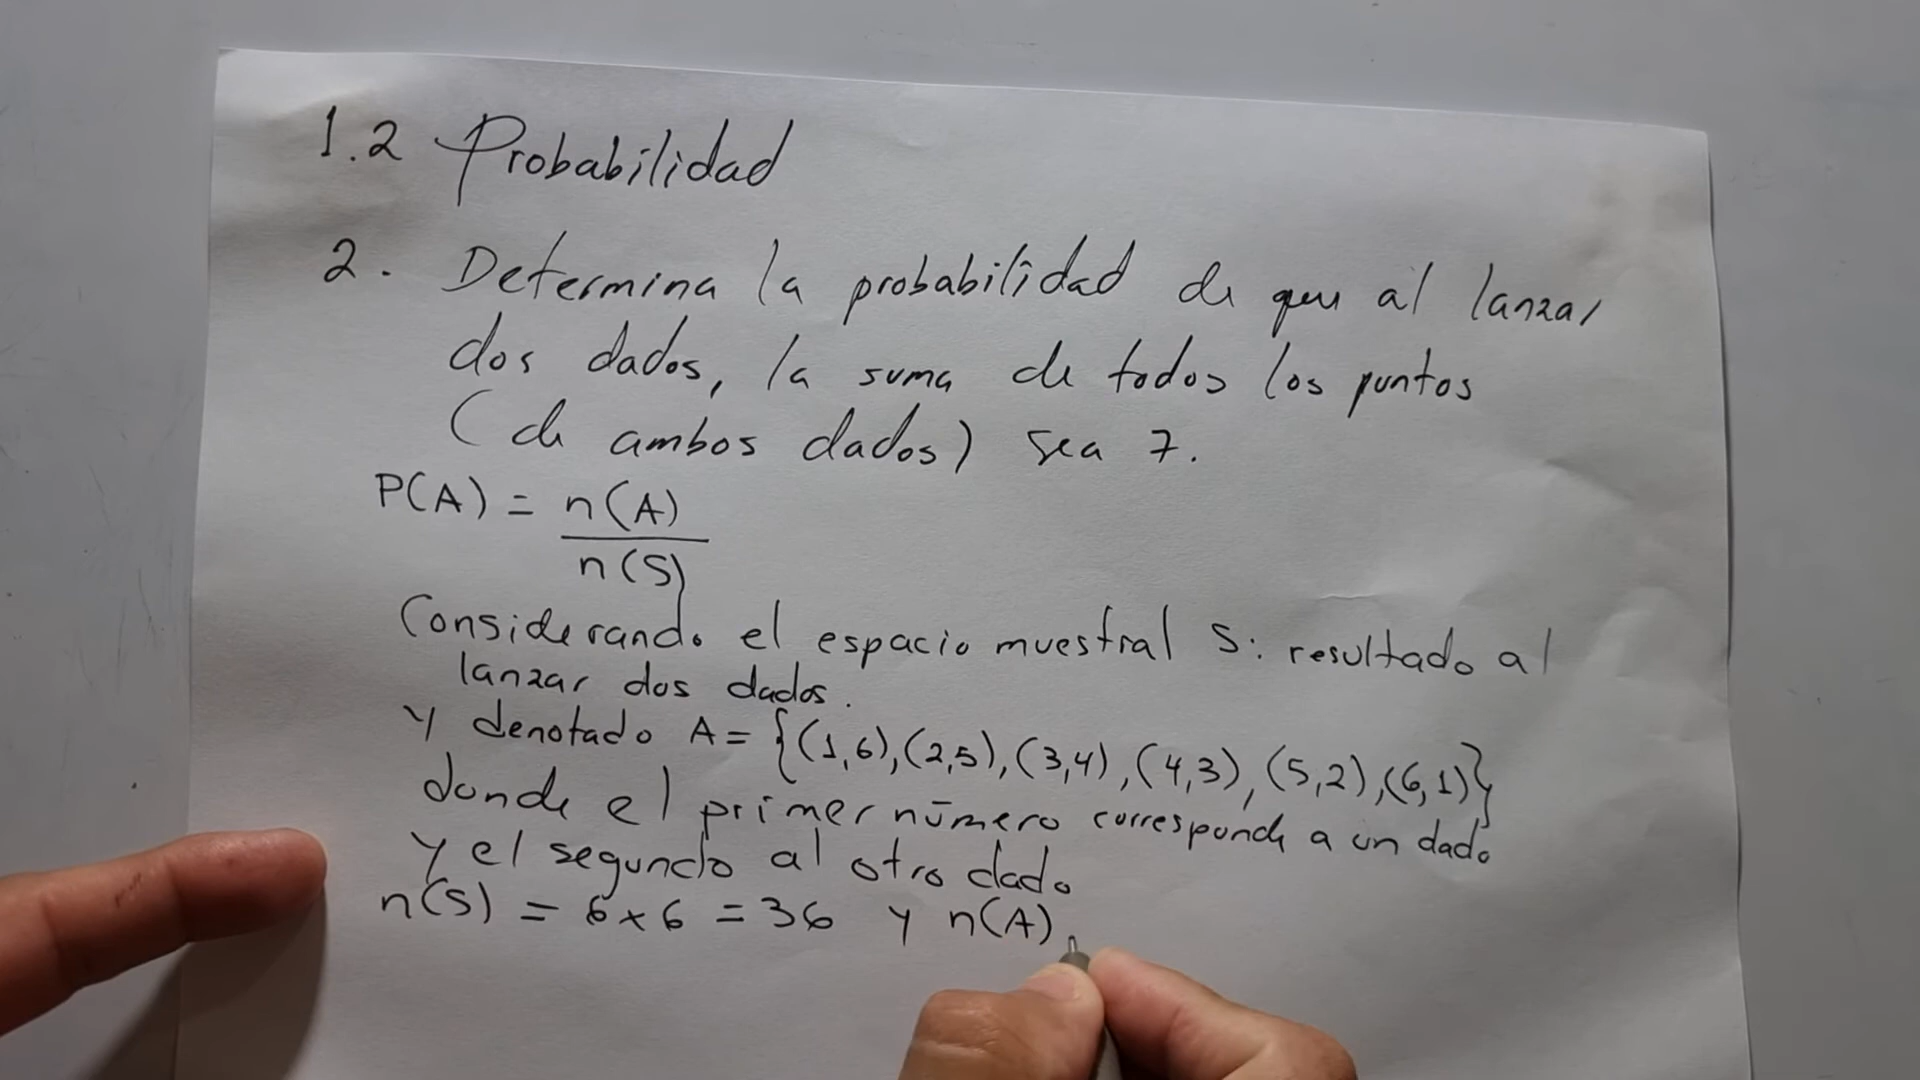 1.2 Probabilidad
2. Determina la probabilidad de que al lanzar
dos dados, la suma de todos los puntos
(de ambos dados) sea 7.
P(A) = n(A)
n(S)
Considerando el espacio muestral S: resultado al
lanzar dos dados.
Y denotado A = {(1,6),(2,5),(3,4),(4,3),(5,2),(6,1)}
donde el primer número corresponde a un dado
y el segundo al otro dado
n(S) = 6 x 6 = 36 y n(A)